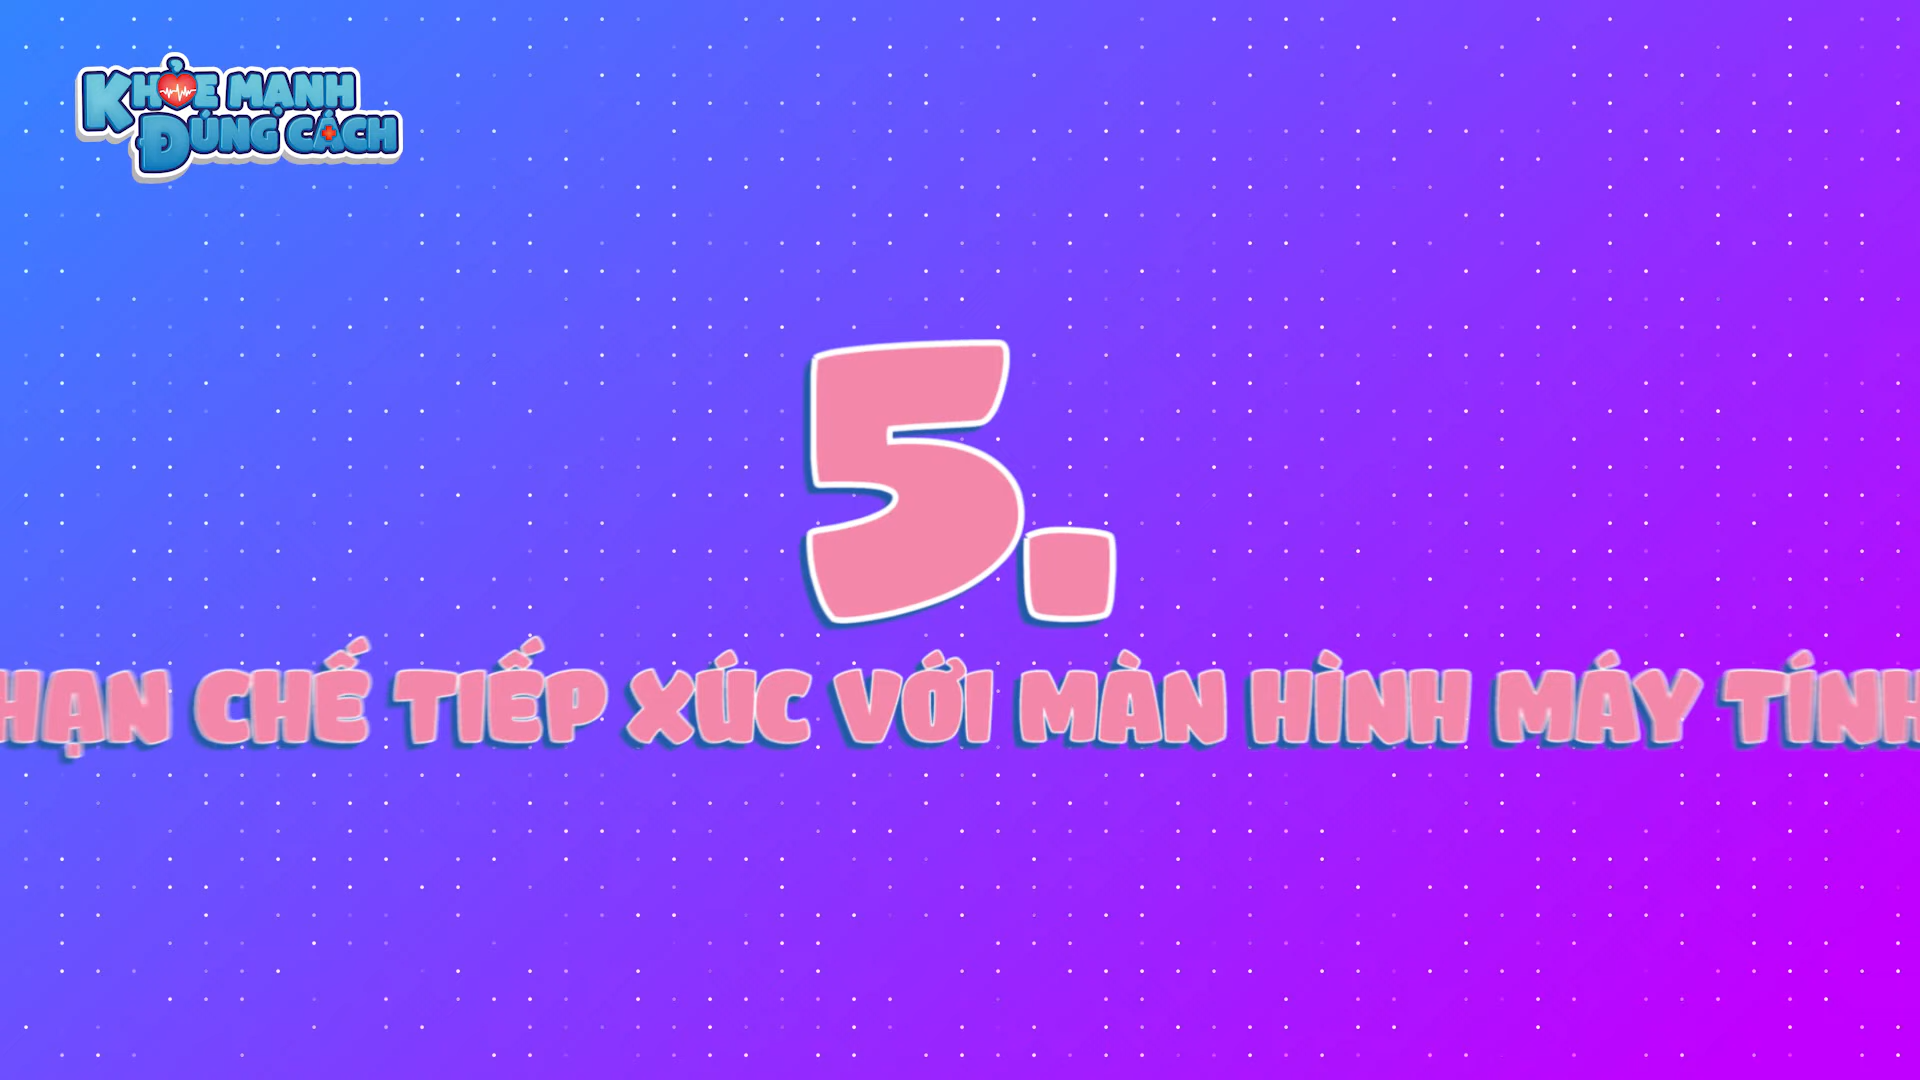 KHỎE MẠNH
ĐÚNG CÁCH
5.
HẠN CHẾ TIẾP XÚC VỚI MÀN HÌNH MÁY TÍNH